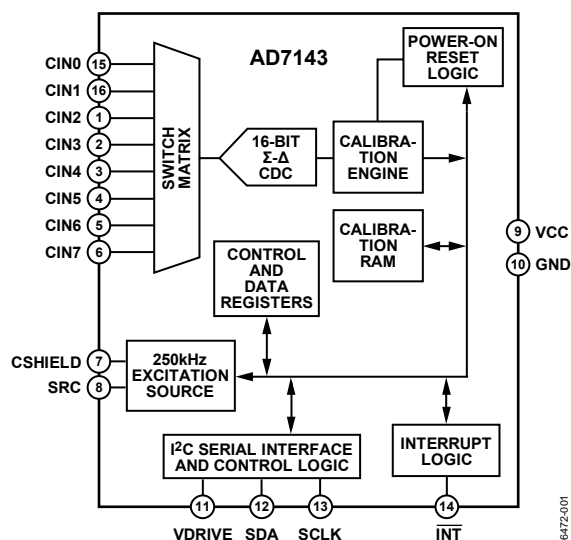 AD7143
POWER-ON
RESET
LOGIC
CIN0 15
CIN1 16
CIN2 1
CIN3 2
CIN4 3
CIN5 4
CIN6 5
CIN7 6
SWITCH
MATRIX
16-BIT
Σ-Δ
CDC
CALIBRA-
TION
ENGINE
CALIBRA-
TION
RAM
9 VCC
10 GND
CONTROL
AND
DATA
REGISTERS
CSHIELD 7
SRC 8
250kHz
EXCITATION
SOURCE
I²C SERIAL INTERFACE
AND CONTROL LOGIC
INTERRUPT
LOGIC
11 12 13 14
VDRIVE SDA SCLK INT
6472-001